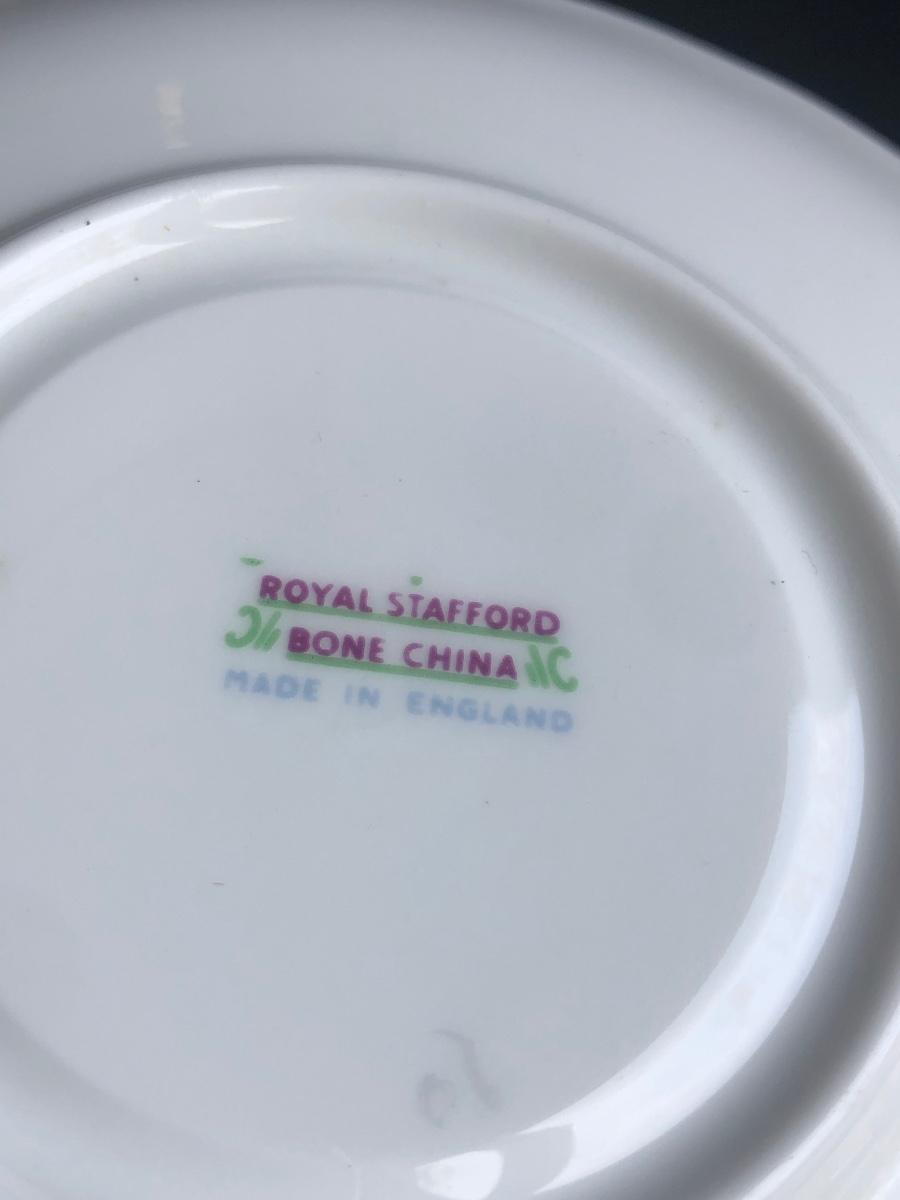 ROYAL STAFFORD
BONE CHINA
MADE IN ENGLAND